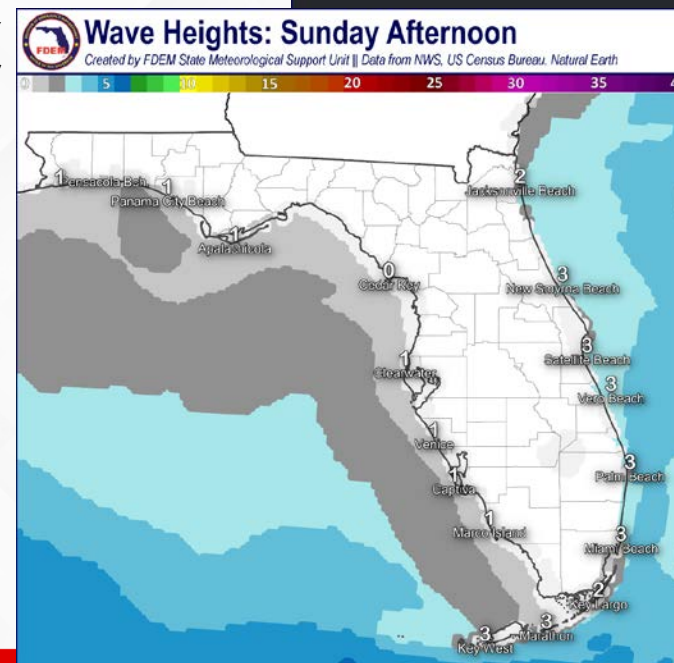 FDEM
Wave Heights: Sunday Afternoon
Created by FDEM State Meteorological Support Unit || Data from NWS, US Census Bureau, Natural Earth
0 5 10 15 20 25 30 35 4
1
Pensacola Bch.
1
Panama City Beach
1
Apalachicola
2
Jacksonville Beach
0
Cedar Key
3
New Smyrna Beach
3
Satellite Beach
1
Clearwater
3
Vero Beach
1
Venice
3
Palm Beach
1
Captiva
1
Marco Island
3
Miami Beach
2
Key Largo
3
Marathon
3
Key West